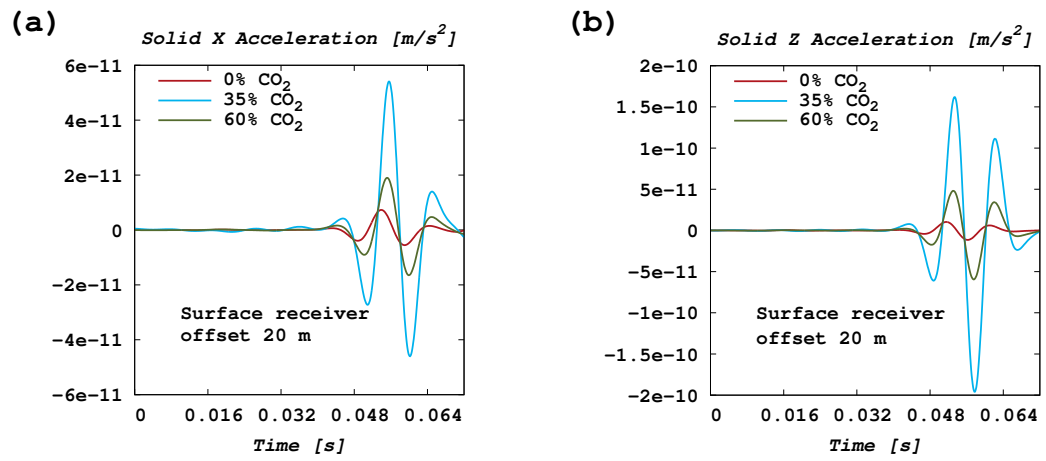 (a)
Solid X Acceleration [m/s²]
6e-11
4e-11
2e-11
0
-2e-11
-4e-11
-6e-11
0% CO₂
35% CO₂
60% CO₂
Surface receiver
offset 20 m
0 0.016 0.032 0.048 0.064
Time [s]
(b)
Solid Z Acceleration [m/s²]
2e-10
1.5e-10
1e-10
5e-11
0
-5e-11
-1e-10
-1.5e-10
-2e-10
0% CO₂
35% CO₂
60% CO₂
Surface receiver
offset 20 m
0 0.016 0.032 0.048 0.064
Time [s]